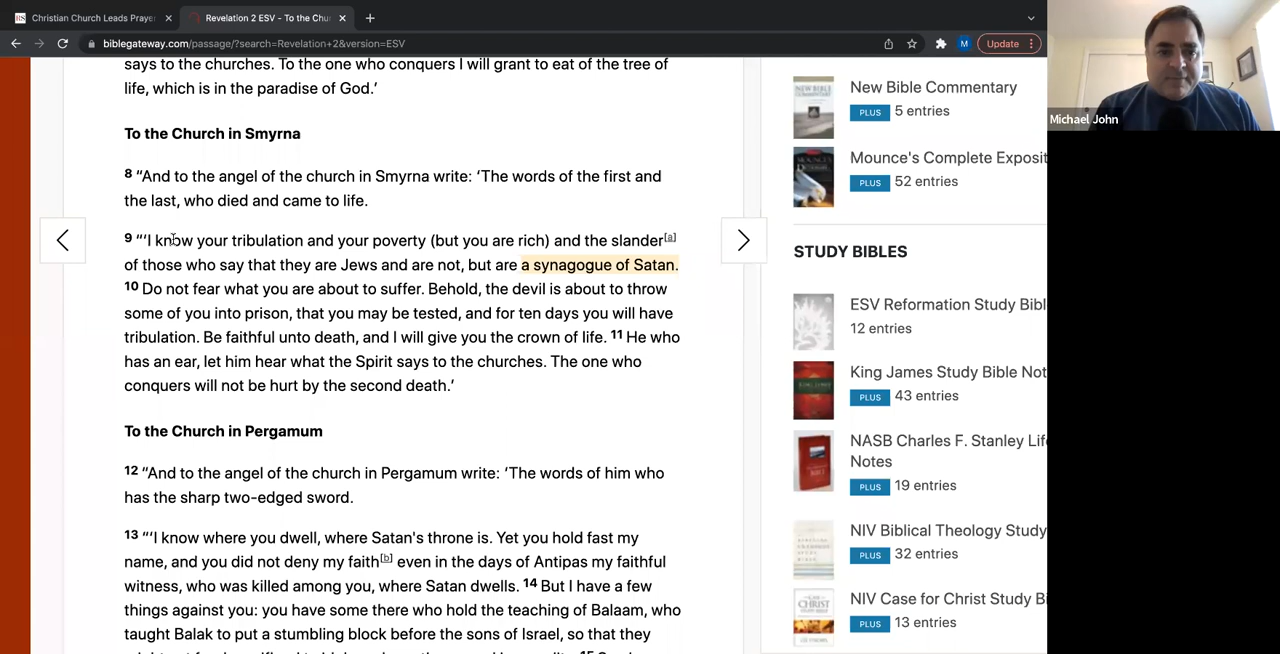 Christian Church Leads Prayer
Revelation 2 ESV - To the Chu
biblegateway.com/passage/?search=Revelation+2&version=ESV
M
Update
says to the churches. To the one who conquers I will grant to eat of the tree of
life, which is in the paradise of God.’
To the Church in Smyrna
8 “And to the angel of the church in Smyrna write: ‘The words of the first and
the last, who died and came to life.
9 “‘I know your tribulation and your poverty (but you are rich) and the slander[a]
of those who say that they are Jews and are not, but are a synagogue of Satan.
10 Do not fear what you are about to suffer. Behold, the devil is about to throw
some of you into prison, that you may be tested, and for ten days you will have
tribulation. Be faithful unto death, and I will give you the crown of life. 11 He who
has an ear, let him hear what the Spirit says to the churches. The one who
conquers will not be hurt by the second death.’
To the Church in Pergamum
12 “And to the angel of the church in Pergamum write: ‘The words of him who
has the sharp two-edged sword.
13 “‘I know where you dwell, where Satan's throne is. Yet you hold fast my
name, and you did not deny my faith[b] even in the days of Antipas my faithful
witness, who was killed among you, where Satan dwells. 14 But I have a few
things against you: you have some there who hold the teaching of Balaam, who
taught Balak to put a stumbling block before the sons of Israel, so that they
New Bible Commentary
PLUS 5 entries
Mounce's Complete Exposit
PLUS 52 entries
STUDY BIBLES
ESV Reformation Study Bibl
12 entries
King James Study Bible Not
PLUS 43 entries
NASB Charles F. Stanley Life
Notes
PLUS 19 entries
NIV Biblical Theology Study
PLUS 32 entries
NIV Case for Christ Study Bi
PLUS 13 entries
Michael John